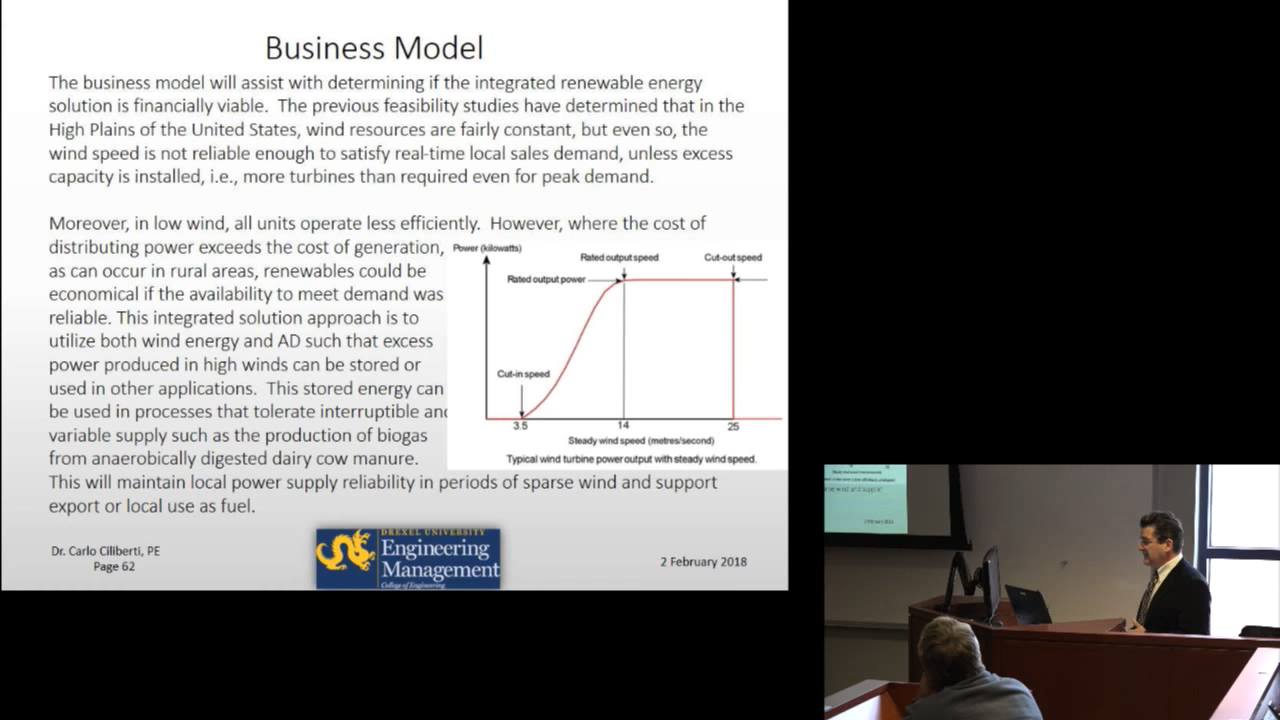 Business Model
The business model will assist with determining if the integrated renewable energy
solution is financially viable.  The previous feasibility studies have determined that in the
High Plains of the United States, wind resources are fairly constant, but even so, the
wind speed is not reliable enough to satisfy real-time local sales demand, unless excess
capacity is installed, i.e., more turbines than required even for peak demand.
Moreover, in low wind, all units operate less efficiently.  However, where the cost of
distributing power exceeds the cost of generation,
as can occur in rural areas, renewables could be
economical if the availability to meet demand was
reliable. This integrated solution approach is to
utilize both wind energy and AD such that excess
power produced in high winds can be stored or
used in other applications.  This stored energy can
be used in processes that tolerate interruptible and
variable supply such as the production of biogas
from anaerobically digested dairy cow manure.
This will maintain local power supply reliability in periods of sparse wind and support
export or local use as fuel.
Power (kilowatts)
Rated output speed
Cut-out speed
Rated output power
Cut-in speed
3.5
14
25
Steady wind speed (metres/second)
Typical wind turbine power output with steady wind speed.
Dr. Carlo Ciliberti, PE
Page 62
DREXEL UNIVERSITY
Engineering
Management
College of Engineering
2 February 2018